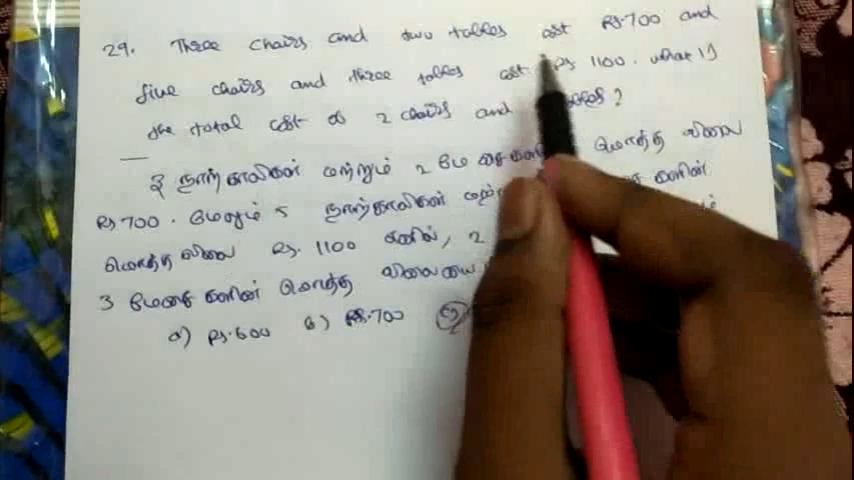 29. Three chairs and two tables cost Rs.700 and
five chairs and three tables cost Rs 1100. what is
the total cost of 2 chairs and
3 நாற்காலிகள் மற்றும் 2 மேசைகளின் மொத்த விலை
Rs 700. மேலும் 5 நாற்காலிகள்
மொத்த விலை Rs. 1100 எனில், 2
3 மேசைகளின் மொத்த விலையை
a) Rs.600 b) Rs.700